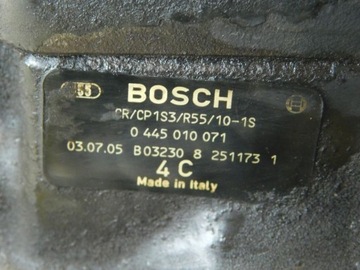 BOSCH
CR/CP1S3/R55/10-1S
0 445 010 071
03.07.05 B03230 8 251173 1
4 C
Made in Italy